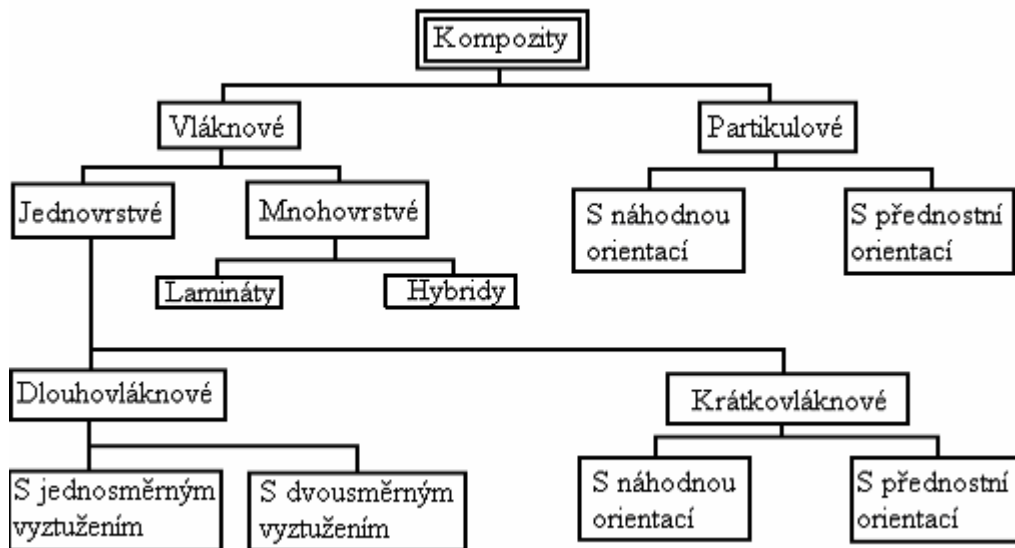 Kompozity
Vláknové
Partikulové
Jednovrstvé
Mnohovrstvé
S náhodnou
orientací
S přednostní
orientací
Lamináty
Hybridy
Dlouhovláknové
Krátkovláknové
S jednosměrným
vyztužením
S dvousměrným
vyztužením
S náhodnou
orientací
S přednostní
orientací